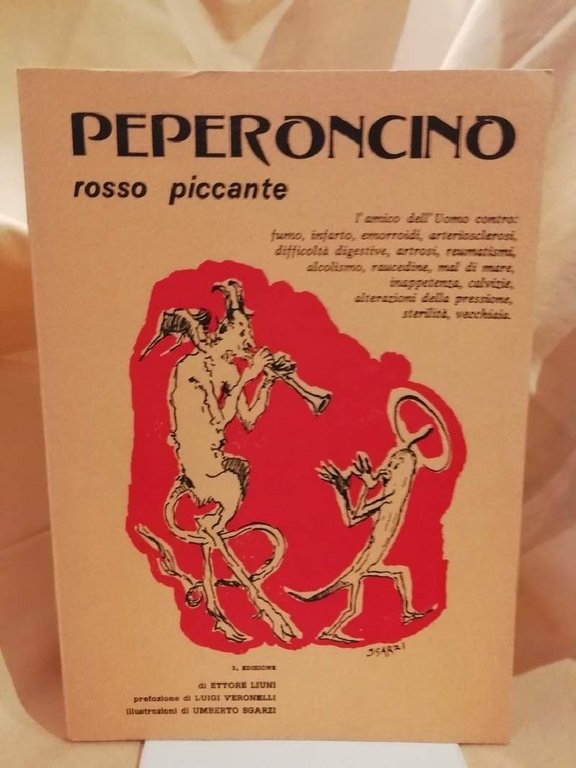 PEPERONCINO
rosso piccante
l'amico dell'Uomo contro:
fumo, infarto, emorroidi, arteriosclerosi,
difficoltà digestive, artrosi, reumatismi,
alcolismo, raucedine, mal di mare,
inappetenza, calvizie,
alterazioni della pressione,
sterilità, vecchiaia.
SGARZI
EDIZIONE
di ETTORE LIUNI
prefazione di LUIGI VERONELLI
illustrazioni di UMBERTO SGARZI